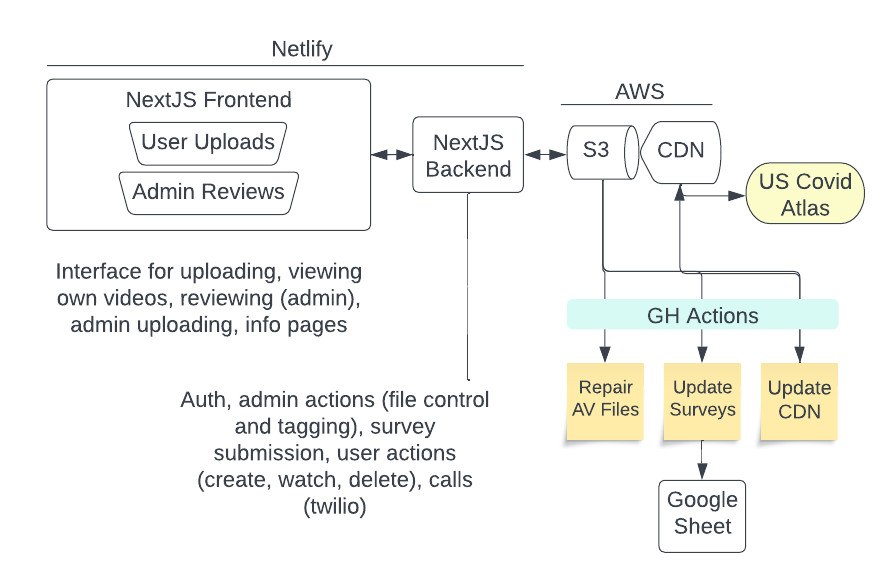 Netlify
NextJS Frontend
User Uploads
Admin Reviews
NextJS
Backend
AWS
S3
CDN
US Covid
Atlas
Interface for uploading, viewing
own videos, reviewing (admin),
admin uploading, info pages
GH Actions
Repair
AV Files
Update
Surveys
Update
CDN
Auth, admin actions (file control
and tagging), survey
submission, user actions
(create, watch, delete), calls
(twilio)
Google
Sheet